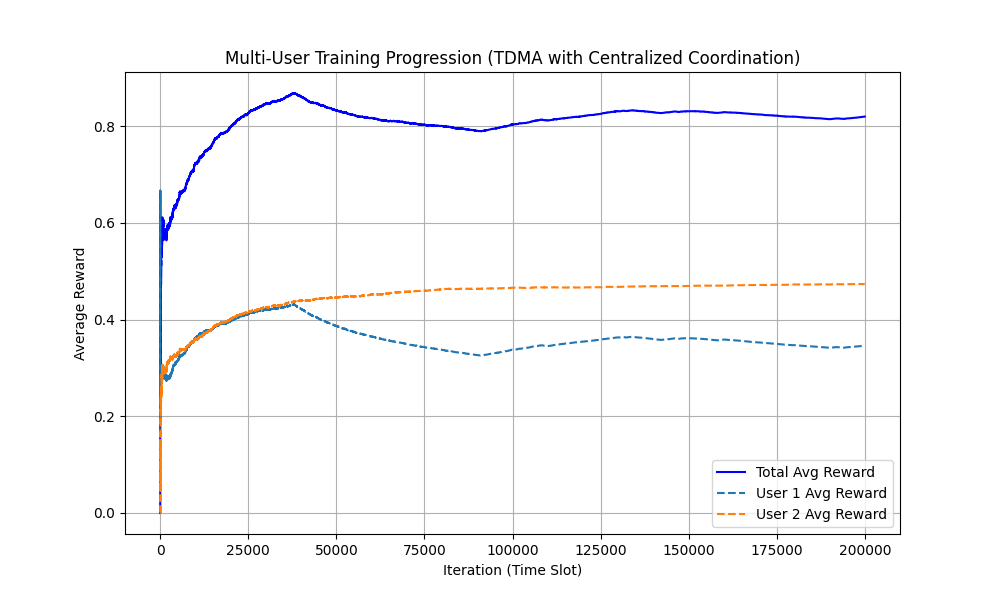 Multi-User Training Progression (TDMA with Centralized Coordination)
Average Reward
0.8
0.6
0.4
0.2
0.0
Total Avg Reward
User 1 Avg Reward
User 2 Avg Reward
0 25000 50000 75000 100000 125000 150000 175000 200000
Iteration (Time Slot)